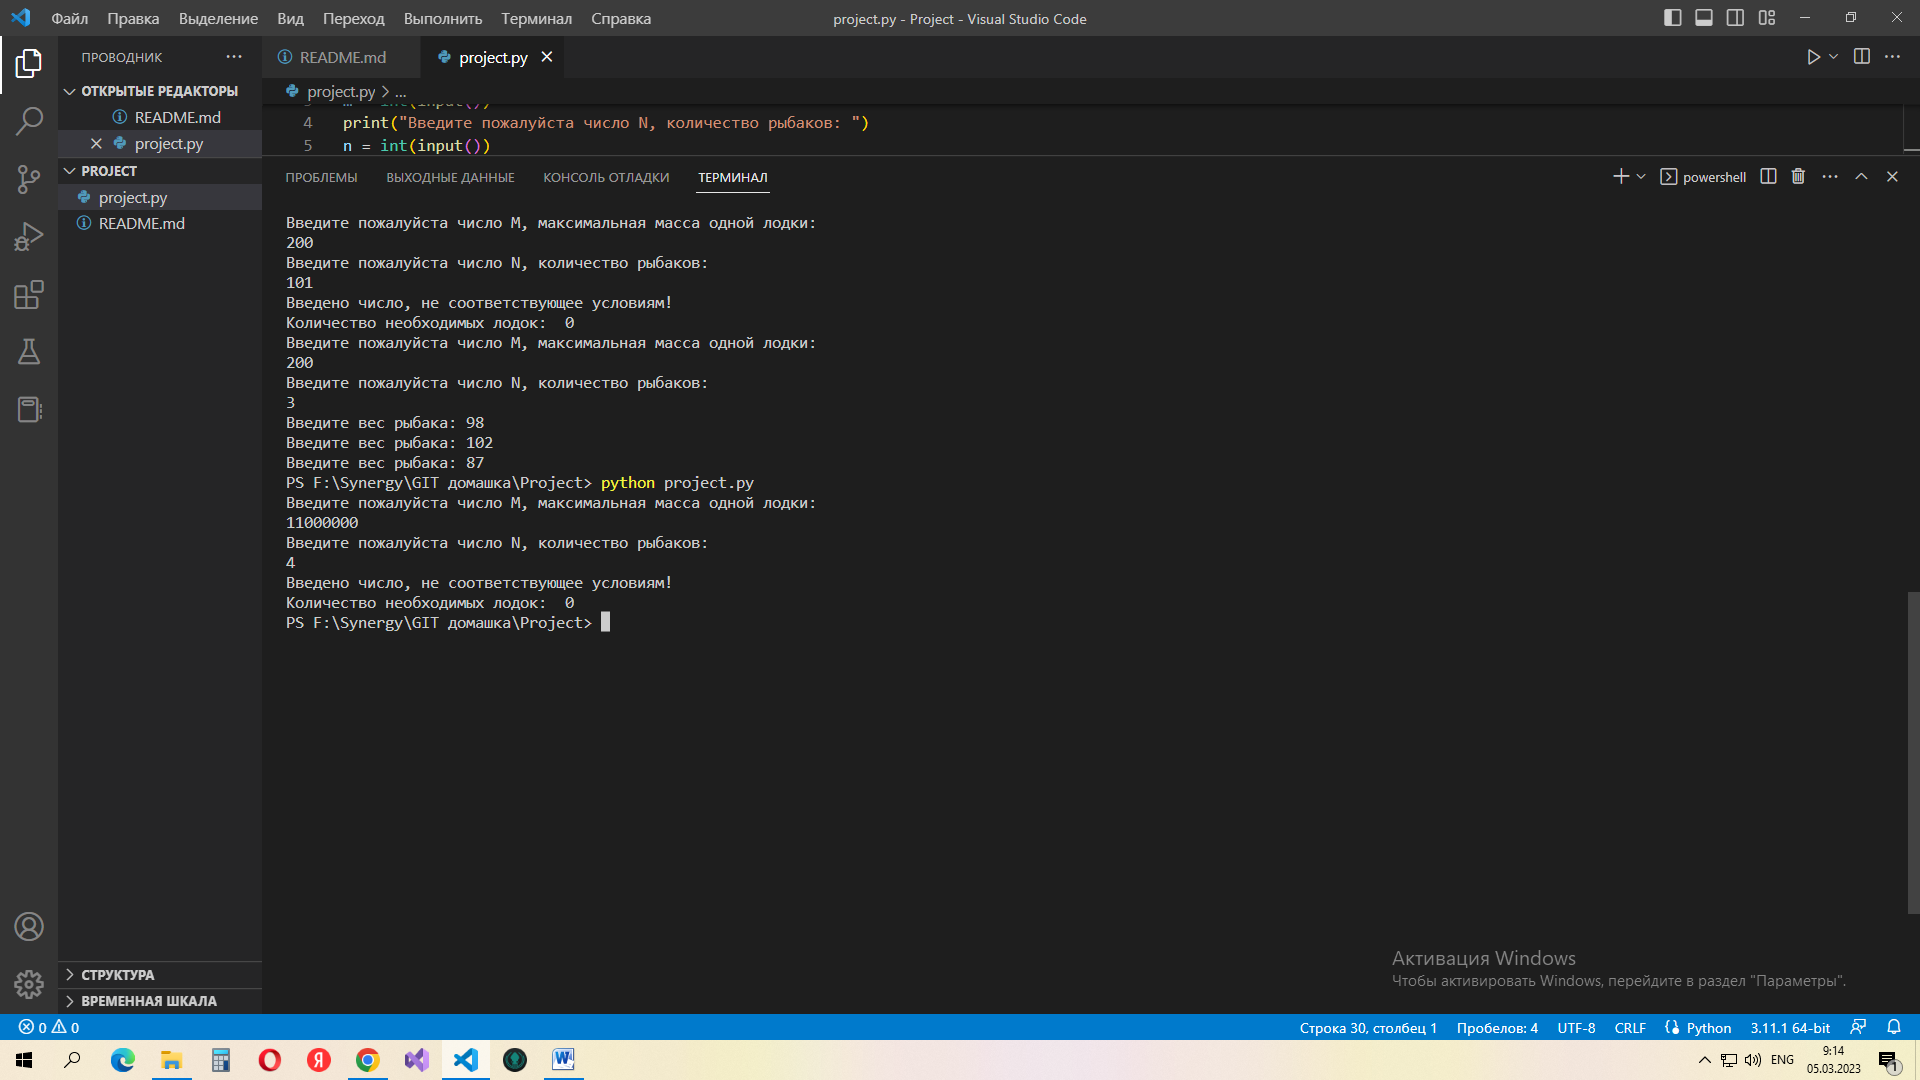 Файл Правка Выделение Вид Переход Выполнить Терминал Справка project.py - Project - Visual Studio Code
ПРОВОДНИК
README.md project.py
ОТКРЫТЫЕ РЕДАКТОРЫ
README.md
project.py
PROJECT
project.py
README.md
project.py > ...
4 print("Введите пожалуйста число N, количество рыбаков: ")
5 n = int(input())
ПРОБЛЕМЫ ВЫХОДНЫЕ ДАННЫЕ КОНСОЛЬ ОТЛАДКИ ТЕРМИНАЛ powershell
Введите пожалуйста число M, максимальная масса одной лодки:
200
Введите пожалуйста число N, количество рыбаков:
101
Введено число, не соответствующее условиям!
Количество необходимых лодок:  0
Введите пожалуйста число M, максимальная масса одной лодки:
200
Введите пожалуйста число N, количество рыбаков:
3
Введите вес рыбака: 98
Введите вес рыбака: 102
Введите вес рыбака: 87
PS F:\Synergy\GIT домашка\Project> python project.py
Введите пожалуйста число M, максимальная масса одной лодки:
11000000
Введите пожалуйста число N, количество рыбаков:
4
Введено число, не соответствующее условиям!
Количество необходимых лодок:  0
PS F:\Synergy\GIT домашка\Project>
Активация Windows
Чтобы активировать Windows, перейдите в раздел "Параметры".
СТРУКТУРА
ВРЕМЕННАЯ ШКАЛА
0 0 Строка 30, столбец 1 Пробелов: 4 UTF-8 CRLF Python 3.11.1 64-bit
ENG 9:14
05.03.2023
1